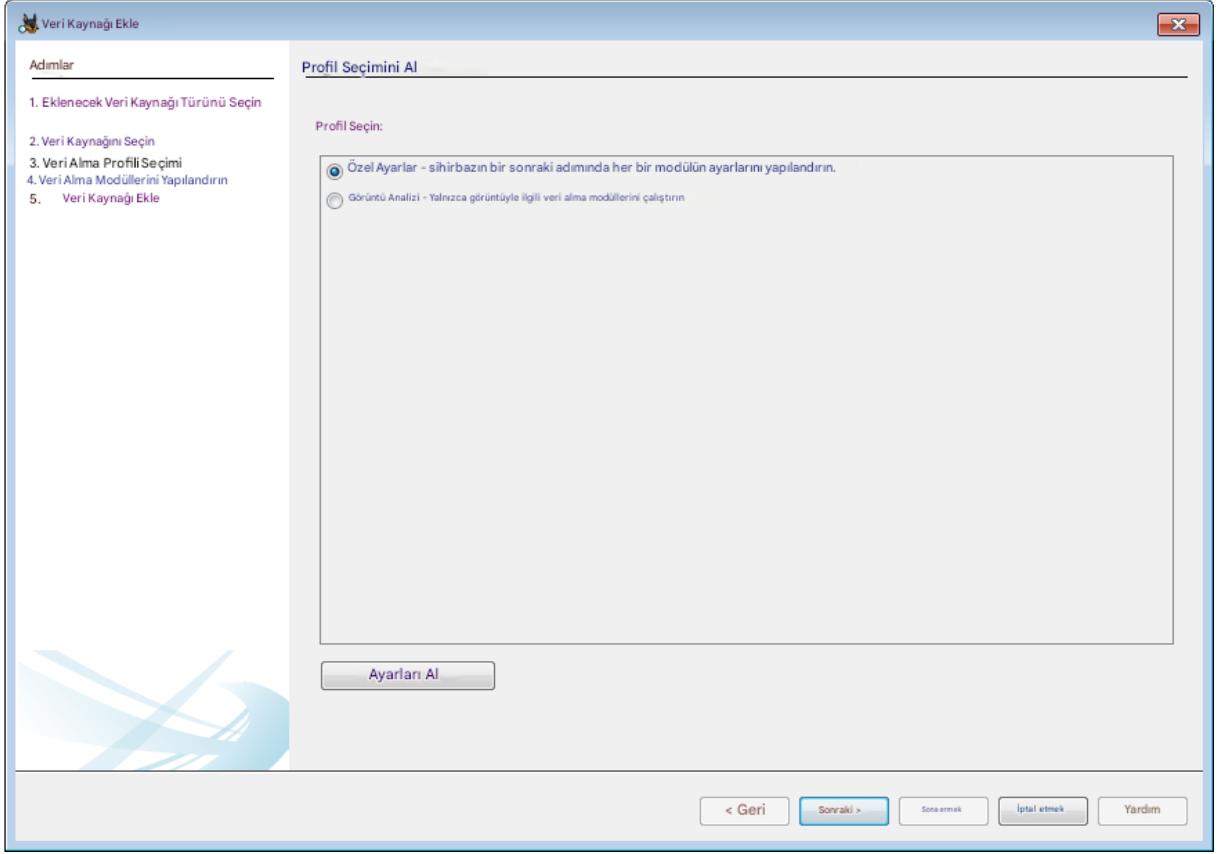 Veri Kaynağı Ekle
Adımlar
1. Eklenecek Veri Kaynağı Türünü Seçin
2. Veri Kaynağını Seçin
3. Veri Alma Profili Seçimi
4. Veri Alma Modüllerini Yapılandırın
5. Veri Kaynağı Ekle
Profil Seçimini Al
Profil Seçin:
Özel Ayarlar - sihirbazın bir sonraki adımında her bir modülün ayarlarını yapılandırın.
Görüntü Analizi - Yalnızca görüntüyle ilgili veri alma modüllerini çalıştırın
Ayarları Al
< Geri
Sonraki >
Sona ermek
İptal etmek
Yardım